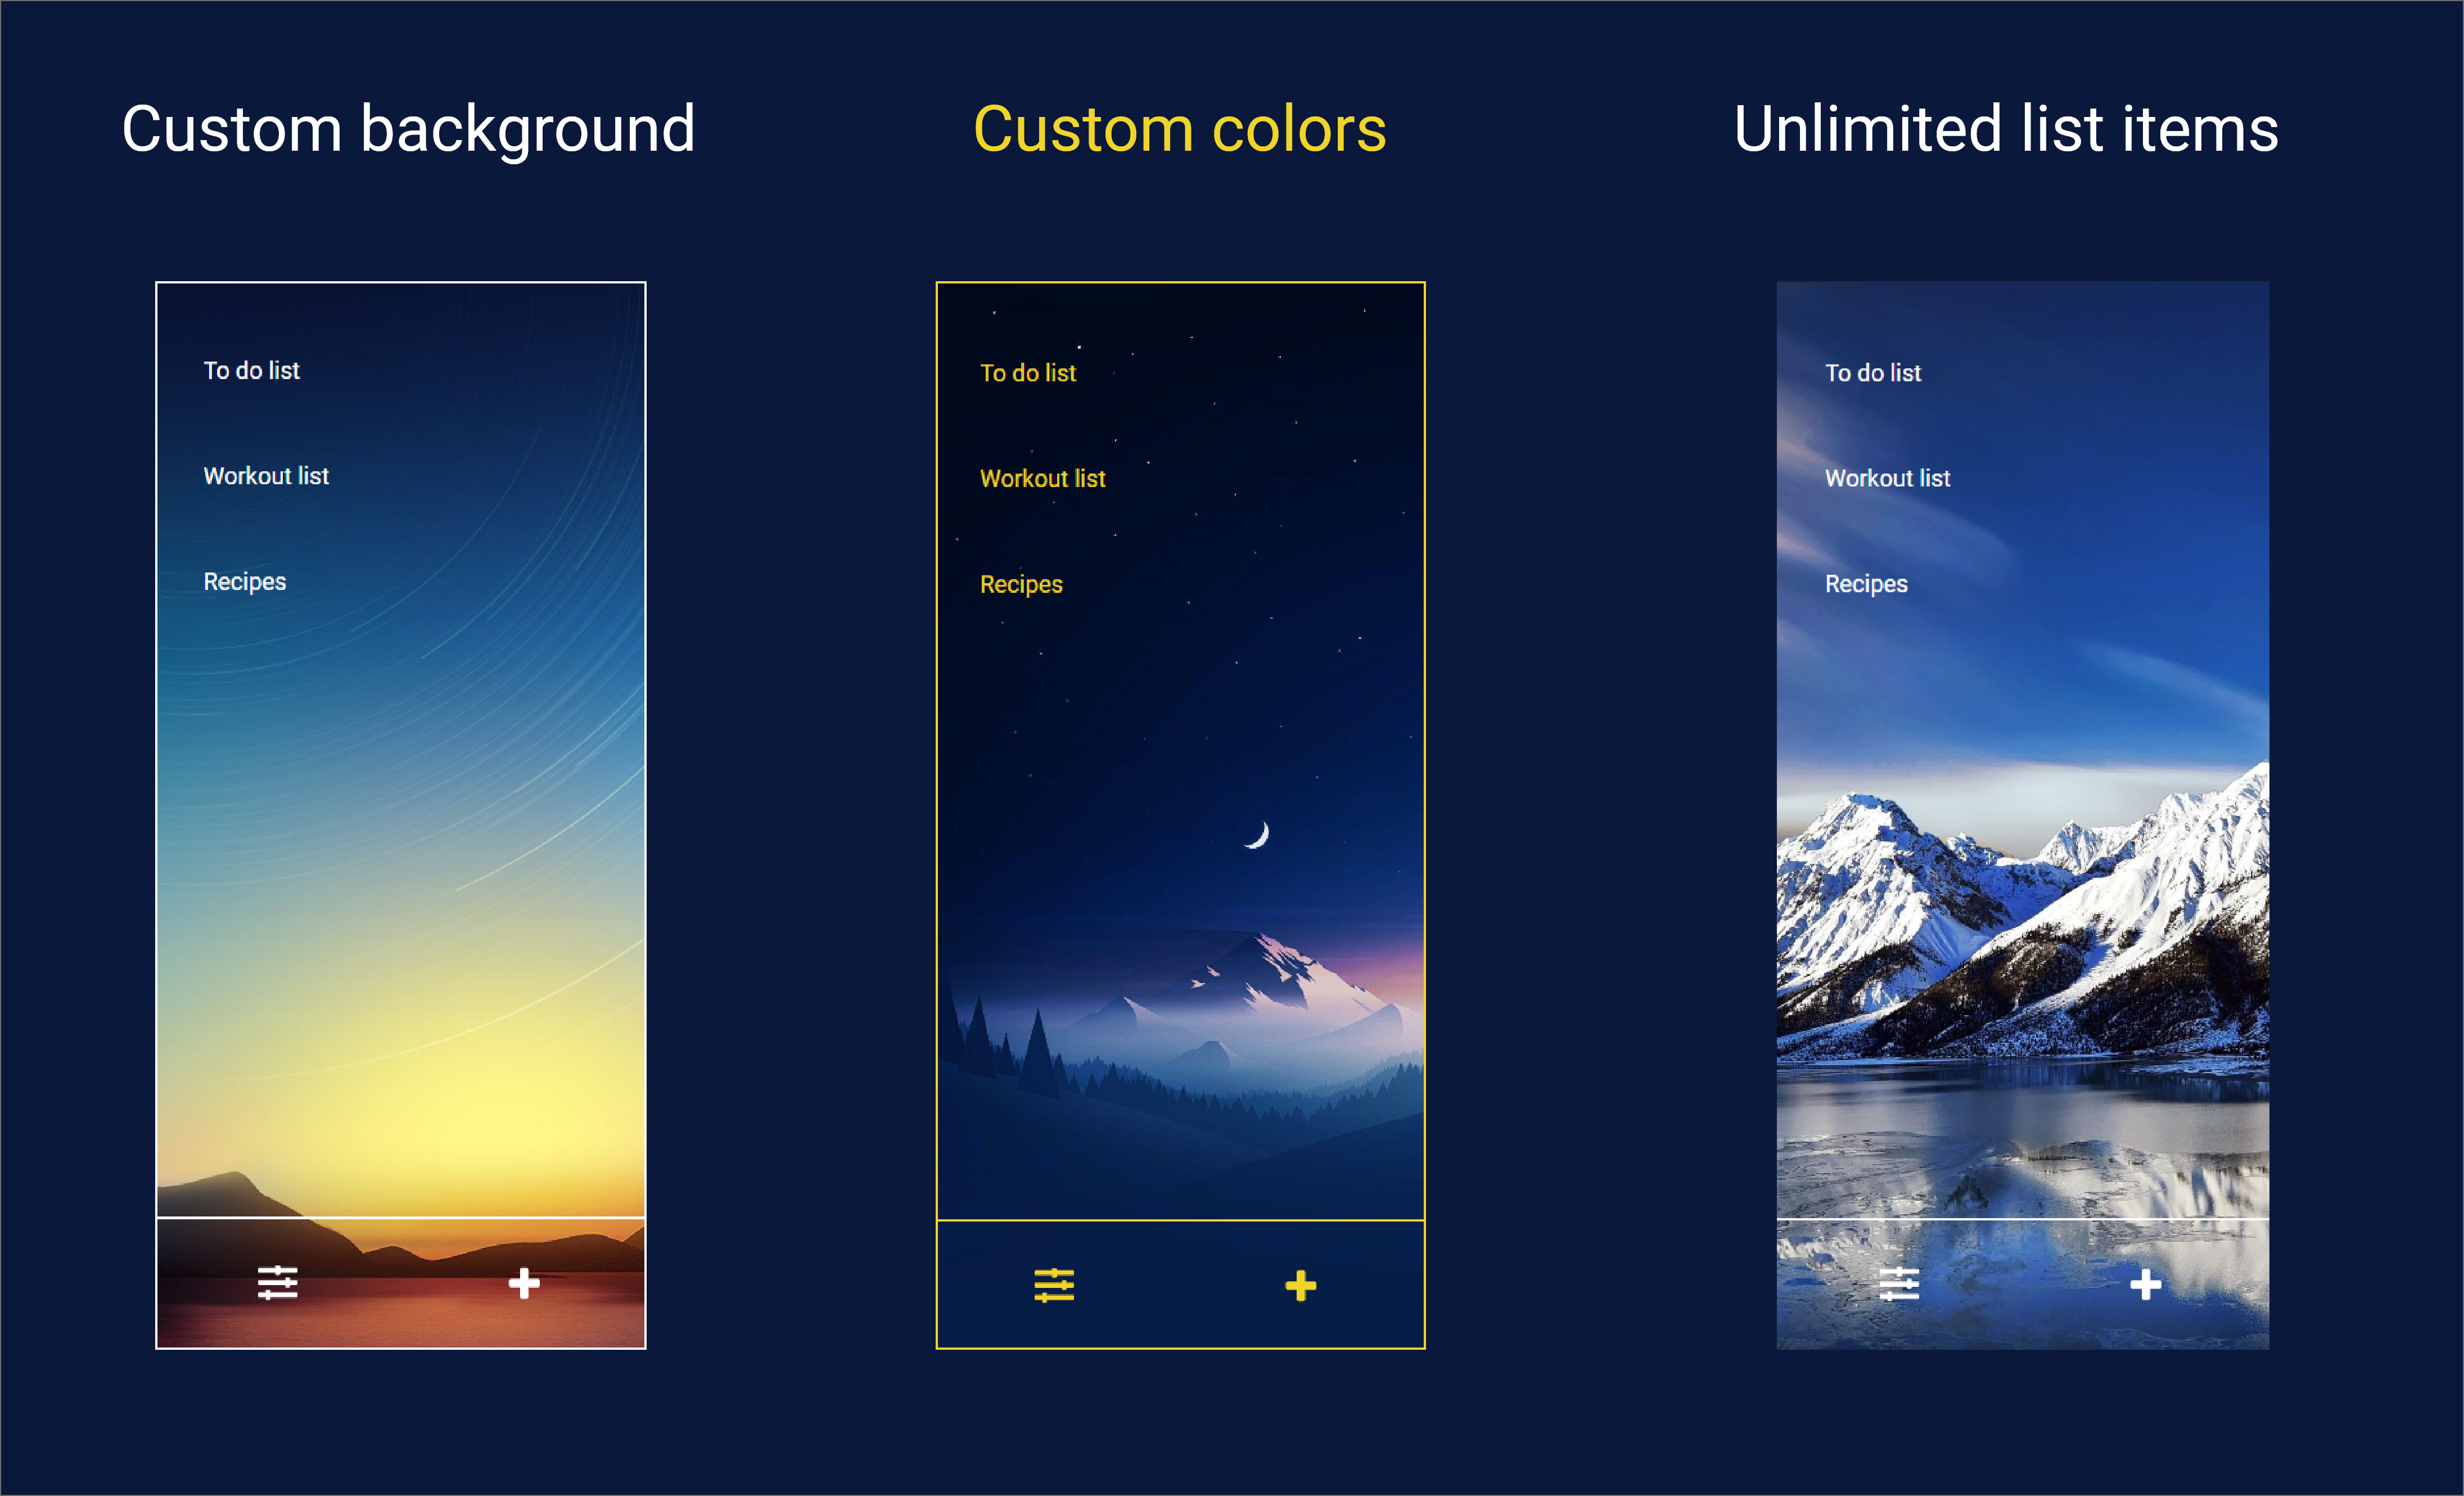 Custom background
Custom colors
Unlimited list items
To do list
Workout list
Recipes
To do list
Workout list
Recipes
To do list
Workout list
Recipes